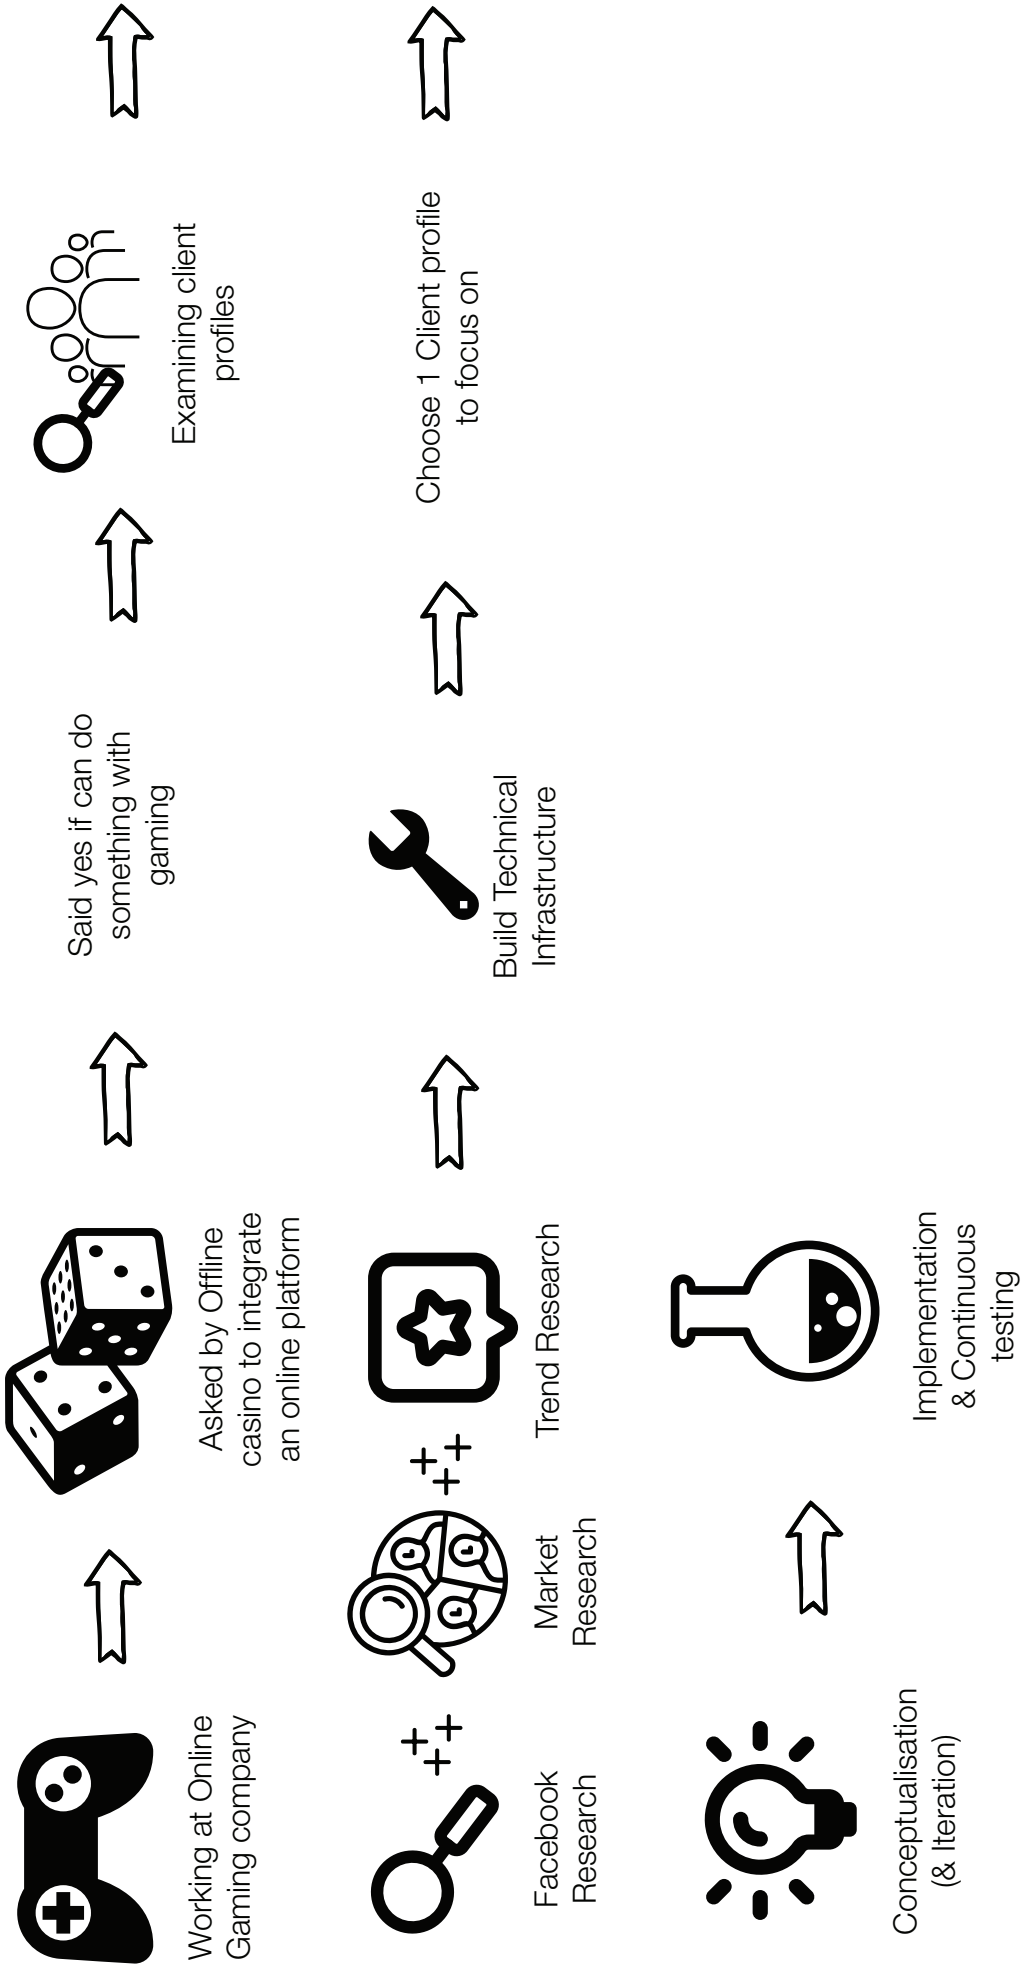 Working at Online
Gaming company
Asked by Offline
casino to integrate
an online platform
Said yes if can do
something with
gaming
Examining client
profiles
Facebook
Research
Market
Research
Trend Research
Build Technical
Infrastructure
Choose 1 Client profile
to focus on
Conceptualisation
(& Iteration)
Implementation
& Continuous
testing